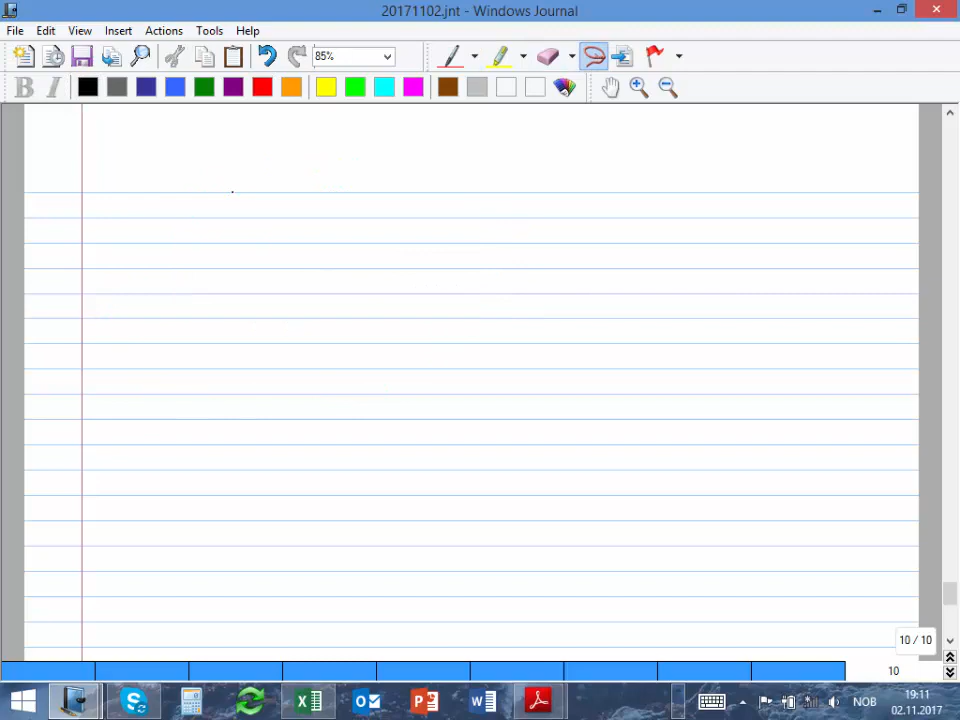 20171102.jnt - Windows Journal
File Edit View Insert Actions Tools Help
85%
B I
10 / 10
10
NOB
19:11
02.11.2017